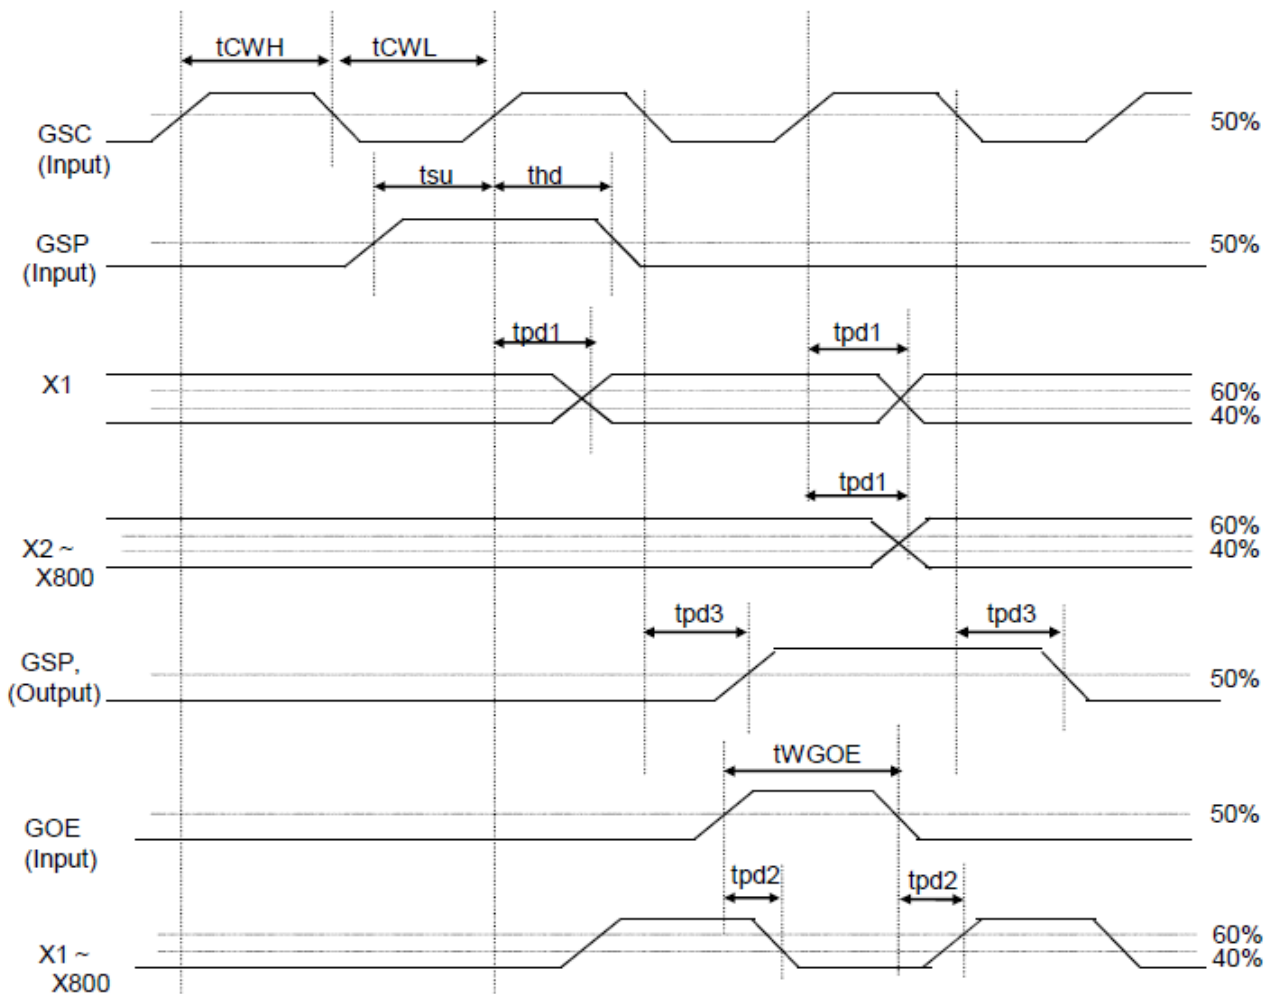 tCWH
tCWL
GSC
(Input)
50%
tsu
thd
GSP
(Input)
50%
tpd1
tpd1
X1
60%
40%
tpd1
X2 ~
X800
60%
40%
tpd3
tpd3
GSP,
(Output)
50%
tWGOE
GOE
(Input)
50%
tpd2
tpd2
X1 ~
X800
60%
40%